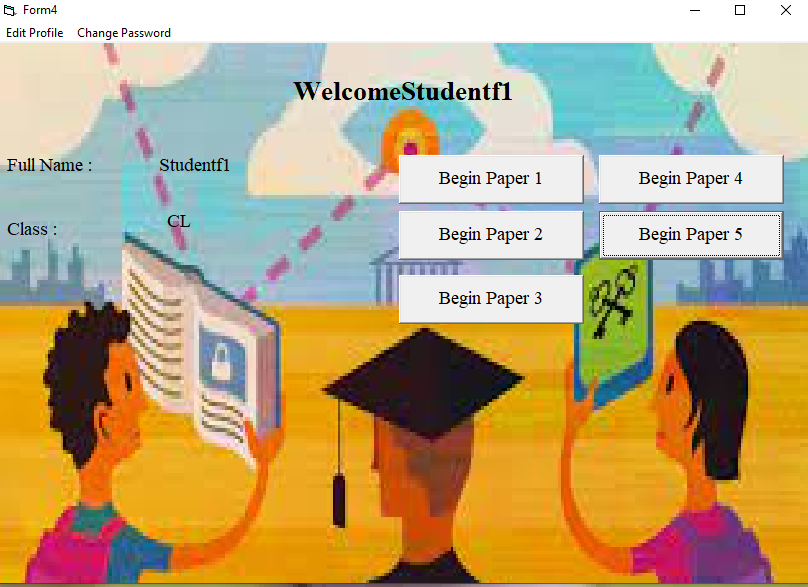 Form4
Edit Profile Change Password
WelcomeStudentf1
Full Name : Studentf1
Class : CL
Begin Paper 1
Begin Paper 4
Begin Paper 2
Begin Paper 5
Begin Paper 3